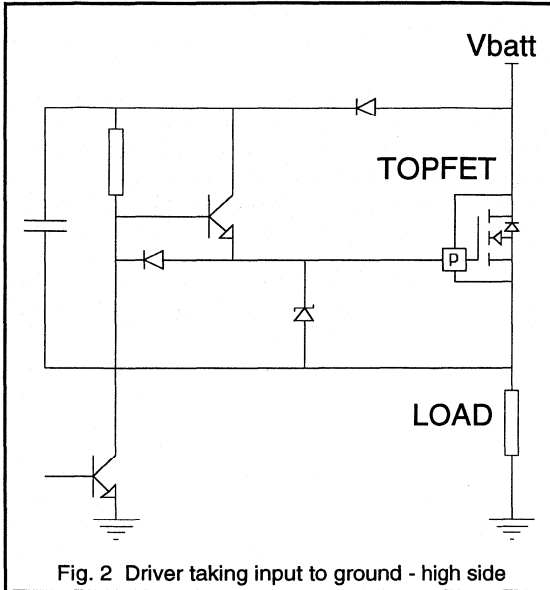 Vbatt
TOPFET
P
LOAD
Fig. 2 Driver taking input to ground - high side